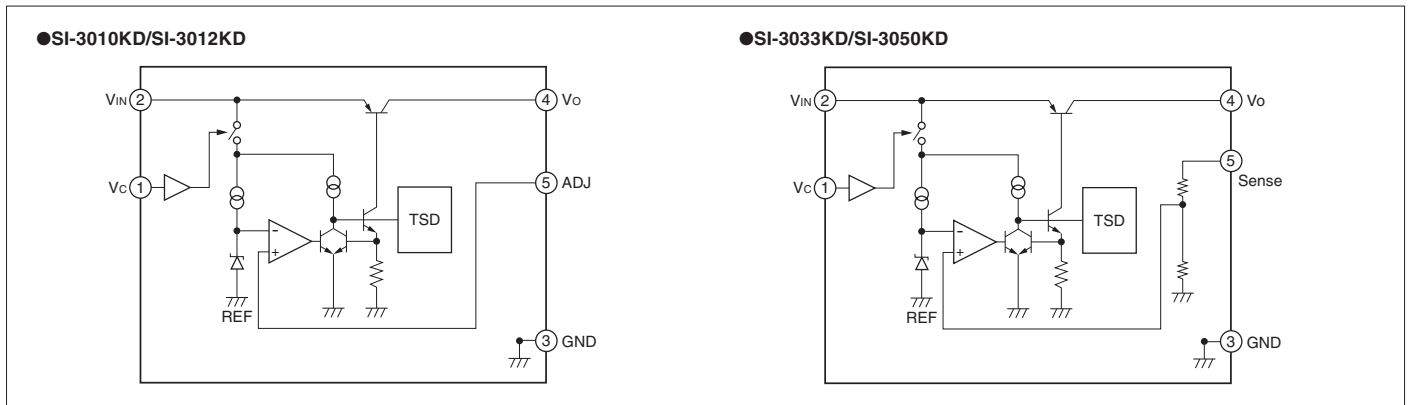 ●SI-3010KD/SI-3012KD
VIN 2
4 VO
VC 1
5 ADJ
TSD
−
+
REF
3 GND
●SI-3033KD/SI-3050KD
VIN 2
4 VO
5
Sense
VC 1
TSD
−
+
REF
3 GND